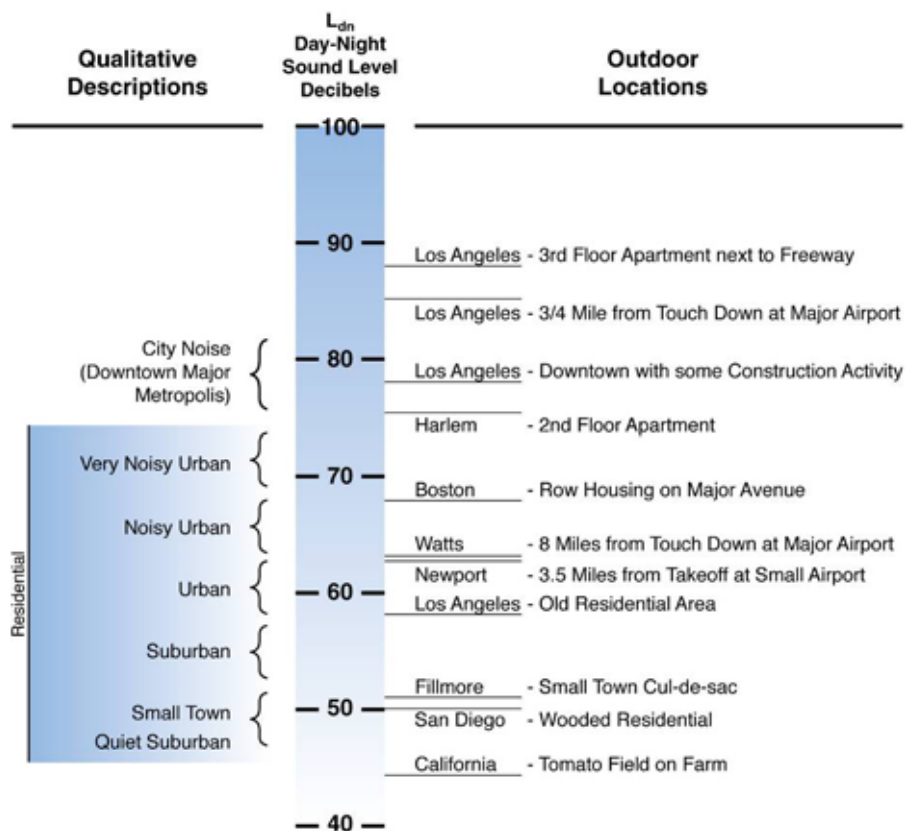 Qualitative
Descriptions
L_dn
Day-Night
Sound Level
Decibels
Outdoor
Locations
100
90
Los Angeles - 3rd Floor Apartment next to Freeway
Los Angeles - 3/4 Mile from Touch Down at Major Airport
City Noise
(Downtown Major
Metropolis)
80
Los Angeles - Downtown with some Construction Activity
Harlem - 2nd Floor Apartment
Very Noisy Urban
70
Boston - Row Housing on Major Avenue
Noisy Urban
Watts - 8 Miles from Touch Down at Major Airport
Newport - 3.5 Miles from Takeoff at Small Airport
Urban
60
Los Angeles - Old Residential Area
Residential
Suburban
Fillmore - Small Town Cul-de-sac
50
Small Town
Quiet Suburban
San Diego - Wooded Residential
California - Tomato Field on Farm
40